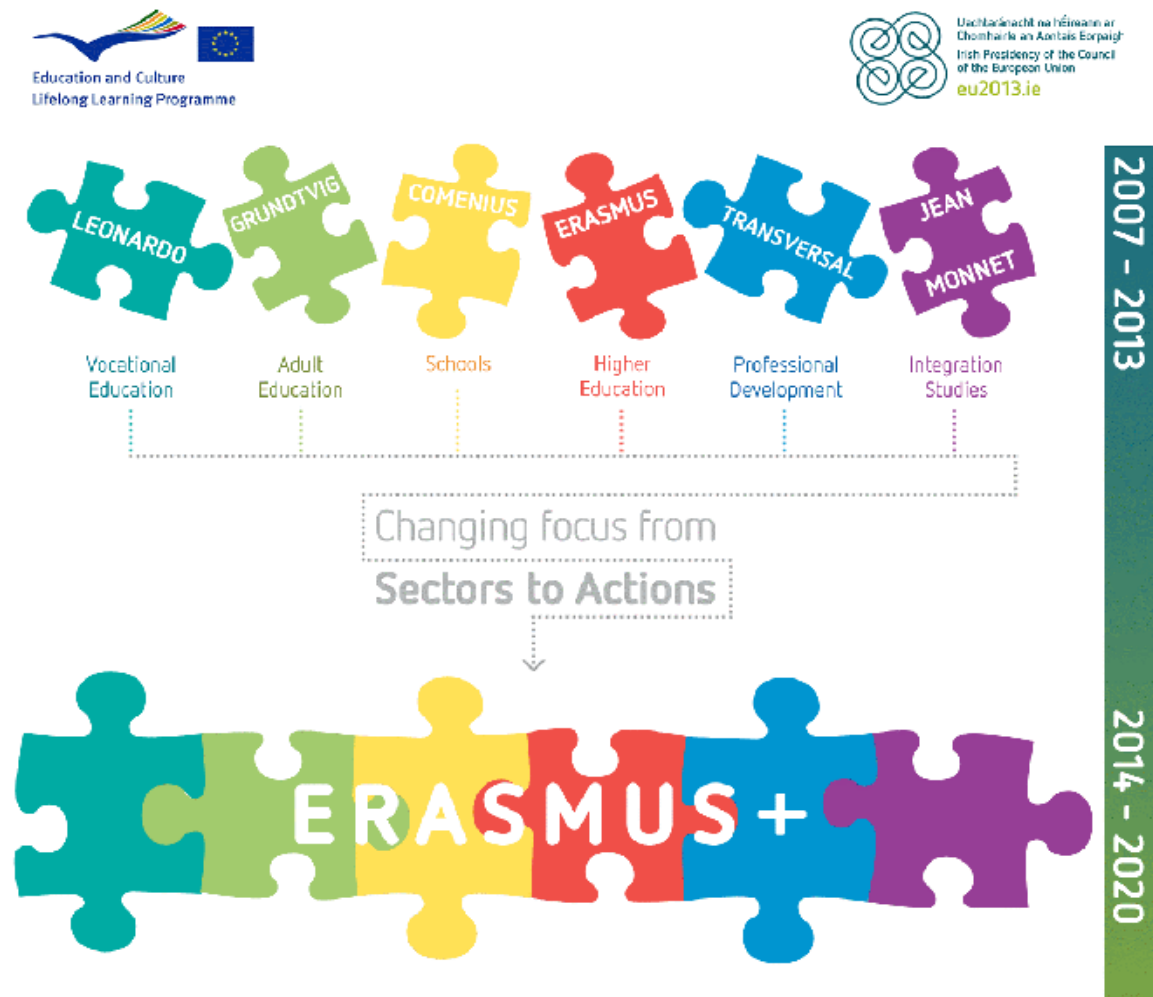 Education and Culture
Lifelong Learning Programme
Uachtaránacht na hÉireann ar
Chomhairle an Aontais Eorpaigh
Irish Presidency of the Council
of the European Union
eu2013.ie
LEONARDO
GRUNDTVIG
COMENIUS
ERASMUS
TRANSVERSAL
JEAN
MONNET
2007 - 2013
Vocational
Education
Adult
Education
Schools
Higher
Education
Professional
Development
Integration
Studies
Changing focus from
Sectors to Actions
ERASMUS +
2014 - 2020